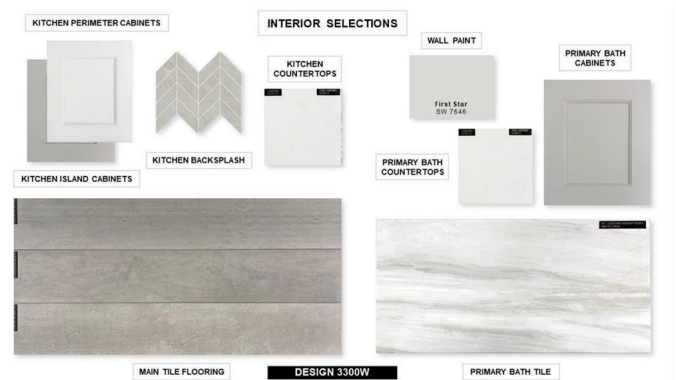 INTERIOR SELECTIONS
KITCHEN PERIMETER CABINETS
KITCHEN ISLAND CABINETS
KITCHEN BACKSPLASH
KITCHEN
COUNTERTOPS
WALL PAINT
First Star
SW 7646
PRIMARY BATH
COUNTERTOPS
PRIMARY BATH
CABINETS
MAIN TILE FLOORING
DESIGN 3300W
PRIMARY BATH TILE